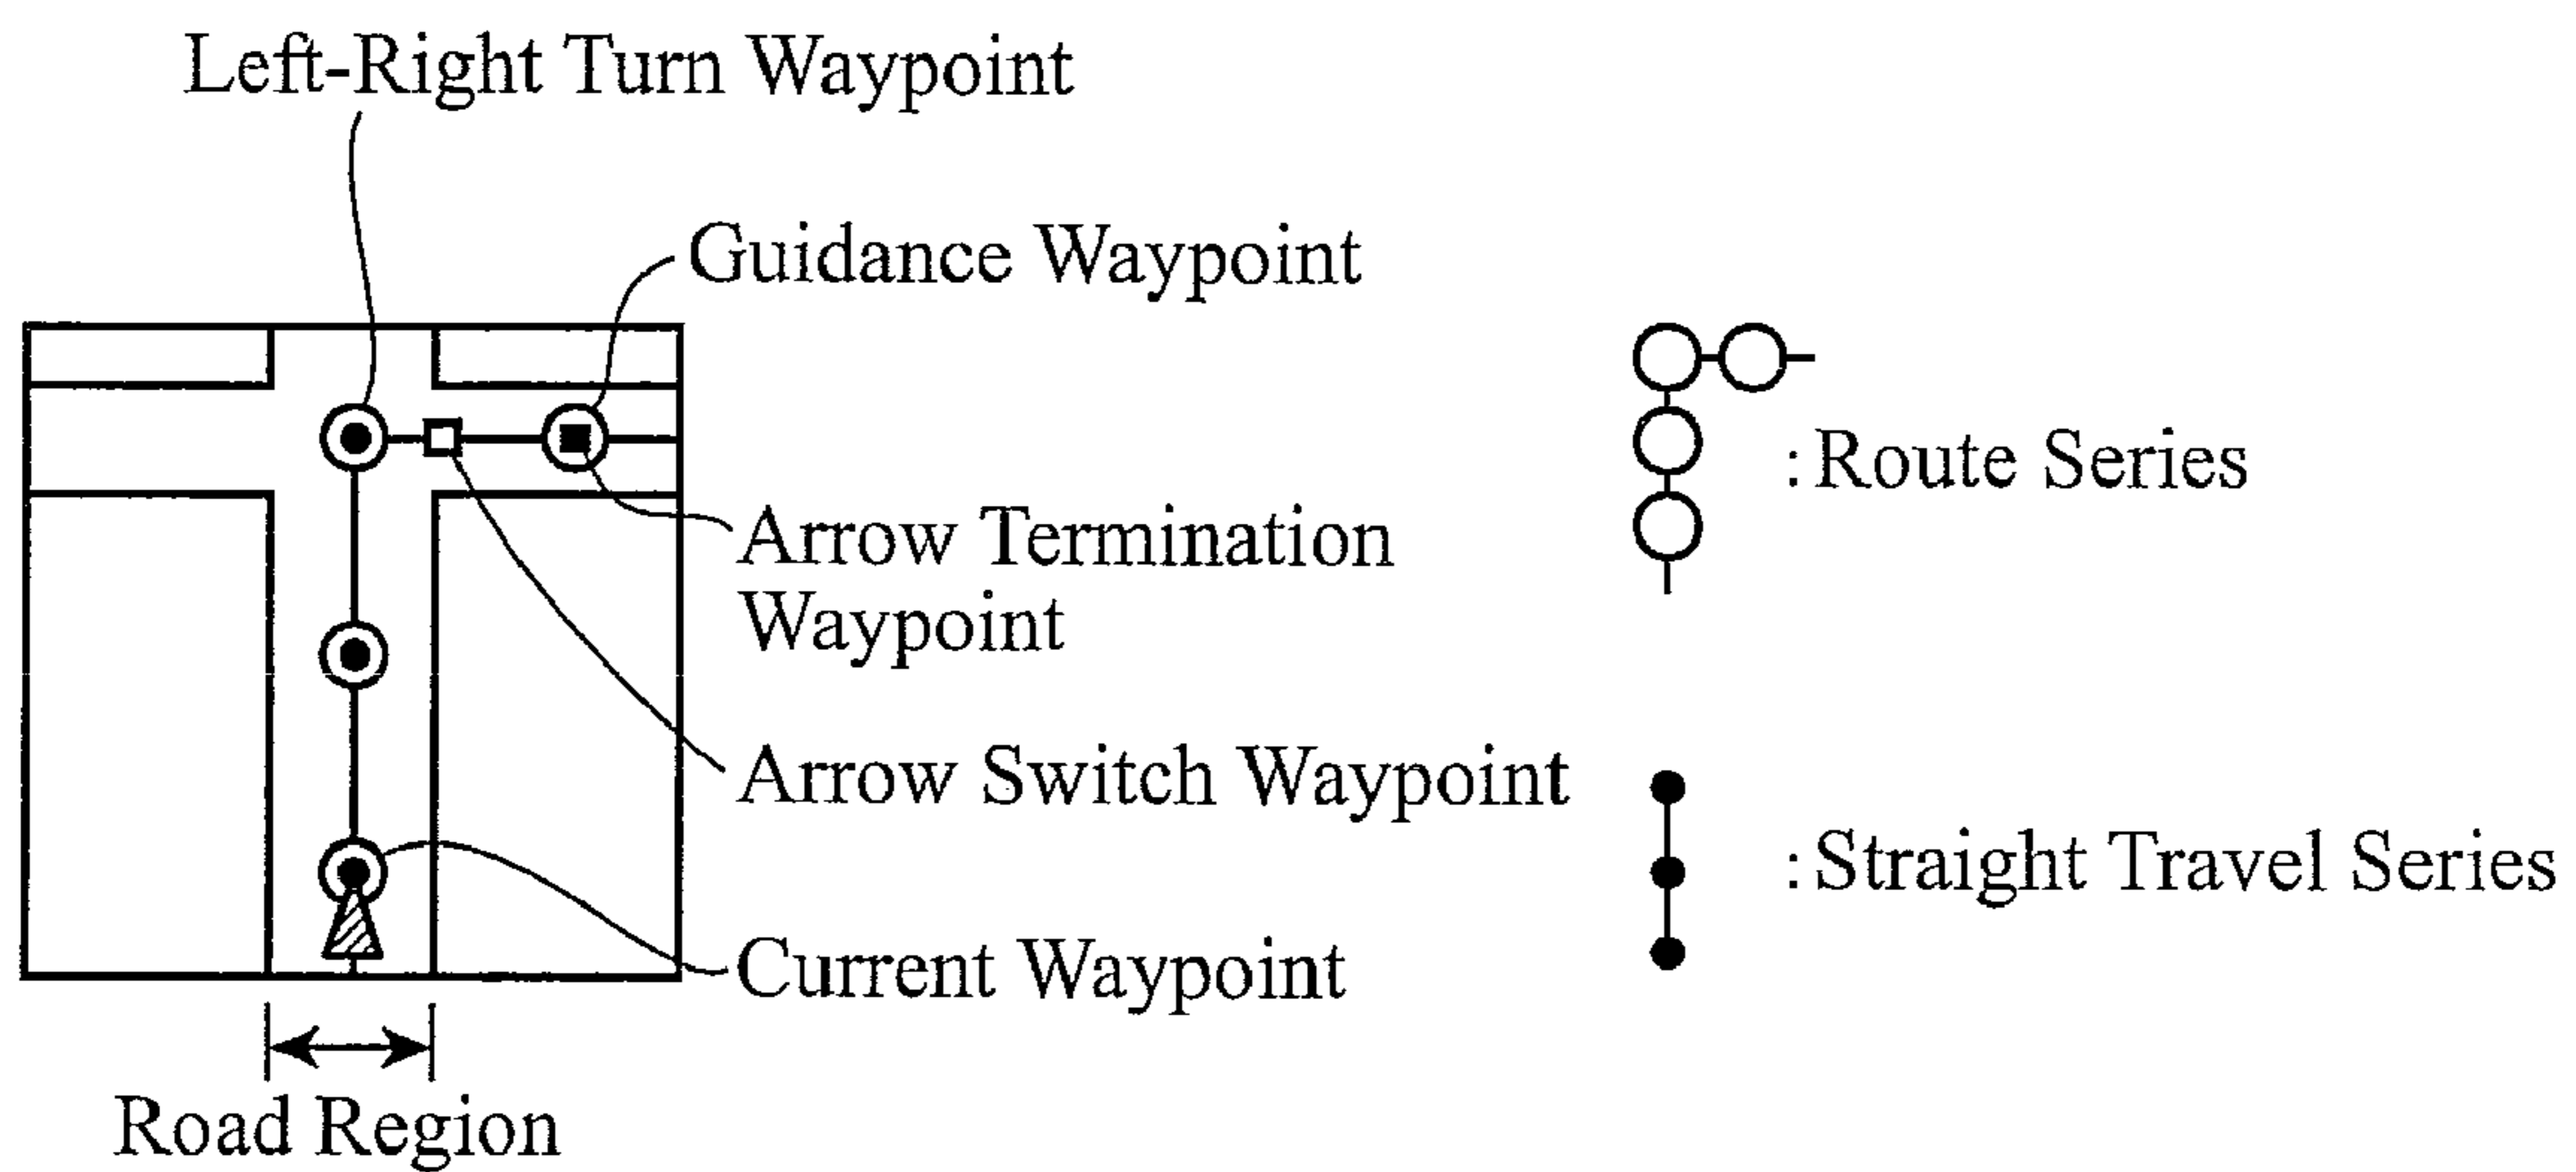 Left-Right Turn Waypoint
Guidance Waypoint
Arrow Termination
Waypoint
Arrow Switch Waypoint
Current Waypoint
Road Region
:Route Series
:Straight Travel Series